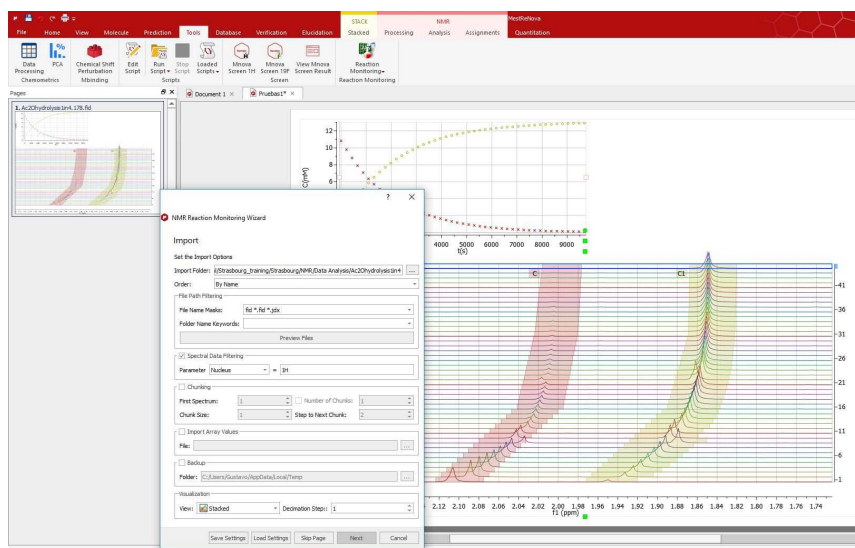 STACK NMR MestReNova
File Home View Molecule Prediction Tools Database Verification Elucidation Stacked Processing Analysis Assignments Quantitation
Data Processing PCA Chemical Shift Perturbation Edit Script Run Script Stop Script Loaded Scripts Mnova Screen 1H Mnova Screen 19F View Mnova Screen Result Reaction Monitoring
Chemometrics Mbinding Scripts Screen Reaction Monitoring
Pages Document 1 × Pruebas1* ×
1. Ac2Ohydrolysis1in4.178.fid
12
10
8
6
C(mM)
4000 5000 6000 7000 8000 9000
t(s)
? ×
NMR Reaction Monitoring Wizard
Import
Set the Import Options
Import Folder: i/Strasbourg_training/Strasbourg/NMR/Data Analysis/Ac2Ohydrolysis1in4 ...
Order: By Name
File Path Filtering
File Name Masks: fid *.fid *.jdx
Folder Name Keywords:
Preview Files
Spectral Data Filtering
Parameter Nucleus = 1H
Chunking
First Spectrum: 1 Number of Chunks: 1
Chunk Size: 1 Step to Next Chunk: 2
Import Array Values
File: ...
Backup
Folder: C:/Users/Gustavo/AppData/Local/Temp ...
Visualization
View: Stacked Decimation Step: 1
Save Settings Load Settings Skip Page Next Cancel
C C1
41
36
31
26
21
16
11
6
1
2.12 2.10 2.08 2.06 2.04 2.02 2.00 1.98 1.96 1.94 1.92 1.90 1.88 1.86 1.84 1.82 1.80 1.78 1.76 1.74
f1 (ppm)